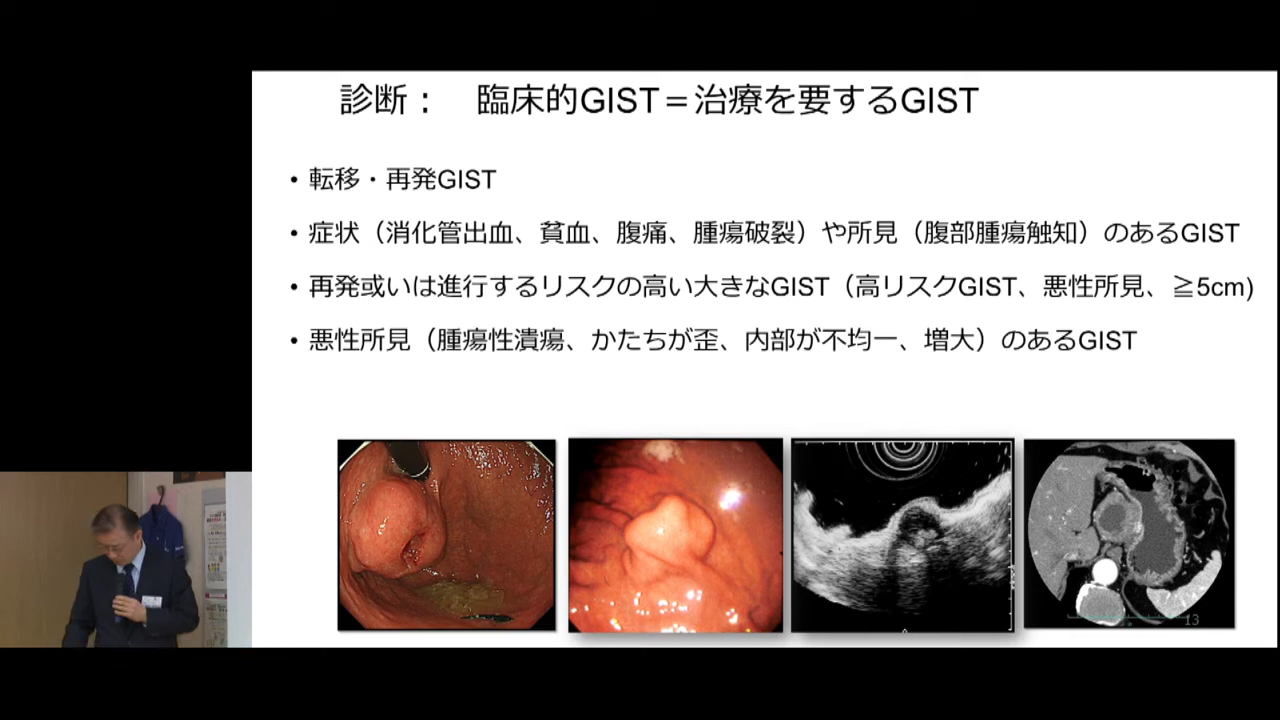 診断： 臨床的GIST＝治療を要するGIST
• 転移・再発GIST
• 症状（消化管出血、貧血、腹痛、腫瘍破裂）や所見（腹部腫瘤触知）のあるGIST
• 再発或いは進行するリスクの高い大きなGIST（高リスクGIST、悪性所見、≧5cm)
• 悪性所見（腫瘍性潰瘍、かたちが歪、内部が不均一、増大）のあるGIST
13